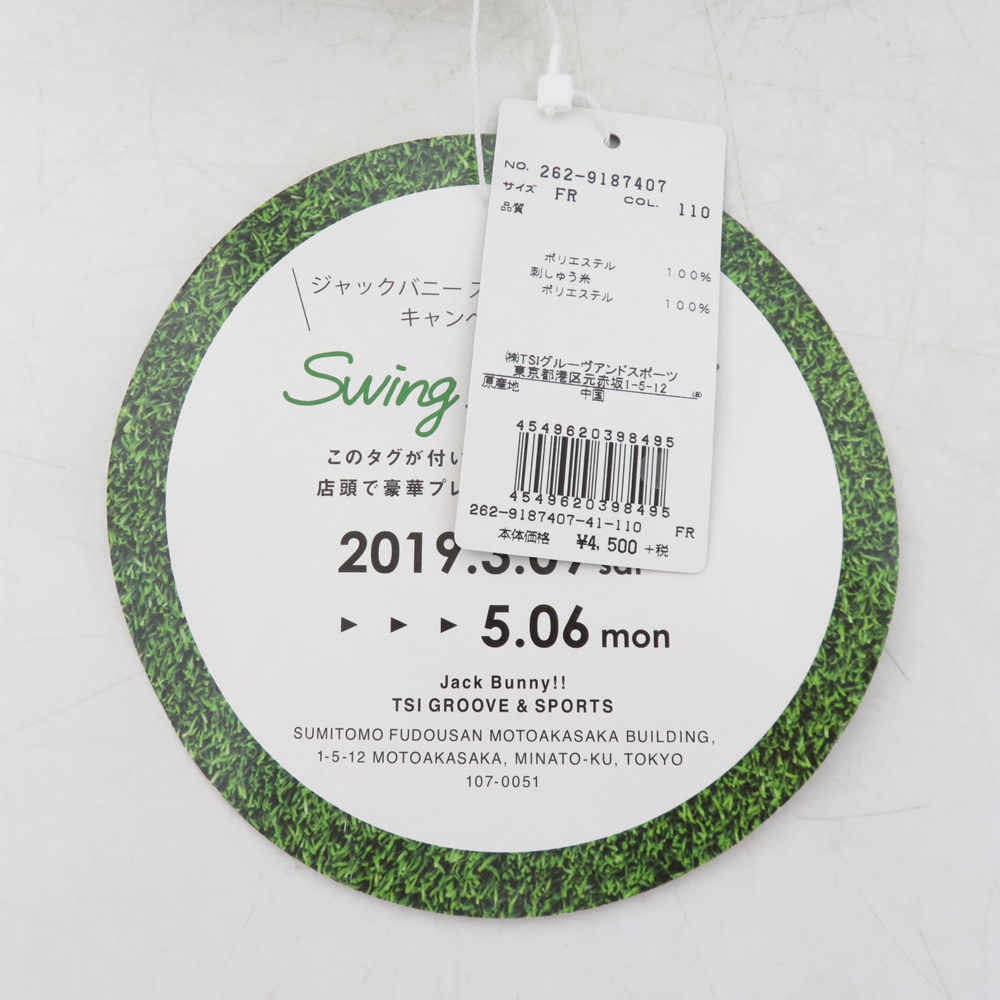 NO. 262-9187407
サイズ FR COL. 110
品質
ポリエステル 100%
刺しゅう糸
ポリエステル 100%
㈱TSIグルーヴアンドスポーツ
東京都港区元赤坂1-5-12
原産地 中国
4549620398495
4549620398495
262-9187407-41-110 FR
本体価格 ¥4,500 +税
ジャックバニー
キャン
Swing
このタグが付い
店頭で豪華プレ
2019.3.09 sat
▶ ▶ ▶ 5.06 mon
Jack Bunny!!
TSI GROOVE & SPORTS
SUMITOMO FUDOUSAN MOTOAKASAKA BUILDING,
1-5-12 MOTOAKASAKA, MINATO-KU, TOKYO
107-0051